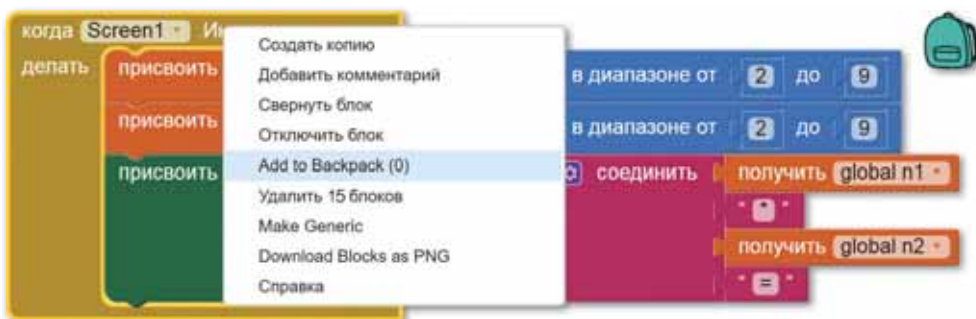 когда Screen1 Ин
делать присвоить в диапазоне от 2 до 9
присвоить в диапазоне от 2 до 9
присвоить соединить получить global n1
" * "
получить global n2
" = "
Создать копию
Добавить комментарий
Свернуть блок
Отключить блок
Add to Backpack (0)
Удалить 15 блоков
Make Generic
Download Blocks as PNG
Справка